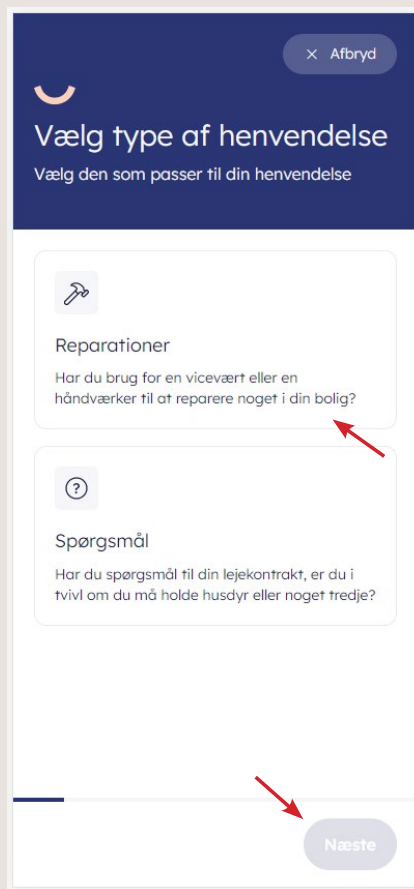 × Afbryd
Vælg type af henvendelse
Vælg den som passer til din henvendelse
Reparationer
Har du brug for en vicevært eller en
håndværker til at reparere noget i din bolig?
Spørgsmål
Har du spørgsmål til din lejekontrakt, er du i
tvivl om du må holde husdyr eller noget tredje?
Næste